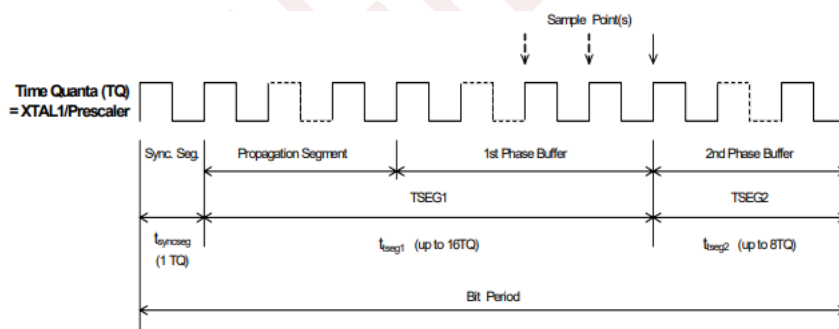 Sample Point(s)
Time Quanta (TQ)
= XTAL1/Prescaler
Sync. Seg. Propagation Segment 1st Phase Buffer 2nd Phase Buffer
TSEG1 TSEG2
tsyncseg ttseg1 (up to 16TQ) ttseg2 (up to 8TQ)
(1 TQ)
Bit Period